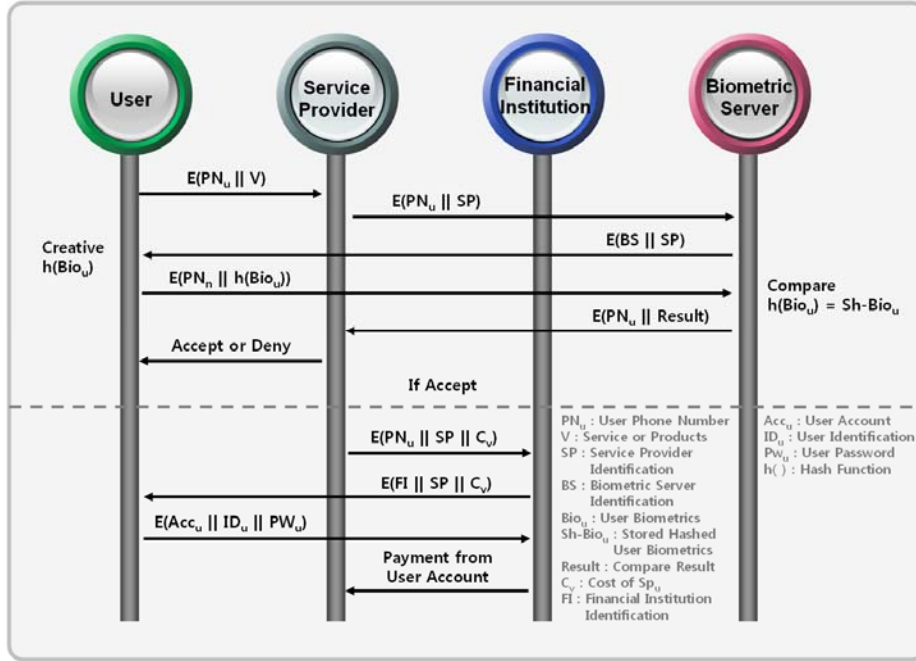 User
Service
Provider
Financial
Institution
Biometric
Server
E(PNᵤ || V)
E(PNᵤ || SP)
E(BS || SP)
Creative
h(Bioᵤ)
E(PNₙ || h(Bioᵤ))
Compare
h(Bioᵤ) = Sh-Bioᵤ
E(PNᵤ || Result)
Accept or Deny
If Accept
E(PNᵤ || SP || Cᵥ)
E(FI || SP || Cᵥ)
E(Accᵤ || IDᵤ || PWᵤ)
Payment from
User Account
PNᵤ : User Phone Number
V : Service or Products
SP : Service Provider
Identification
BS : Biometric Server
Identification
Bioᵤ : User Biometrics
Sh-Bioᵤ : Stored Hashed
User Biometrics
Result : Compare Result
Cᵥ : Cost of Spᵤ
FI : Financial Institution
Identification
Accᵤ : User Account
IDᵤ : User Identification
Pwᵤ : User Password
h( ) : Hash Function